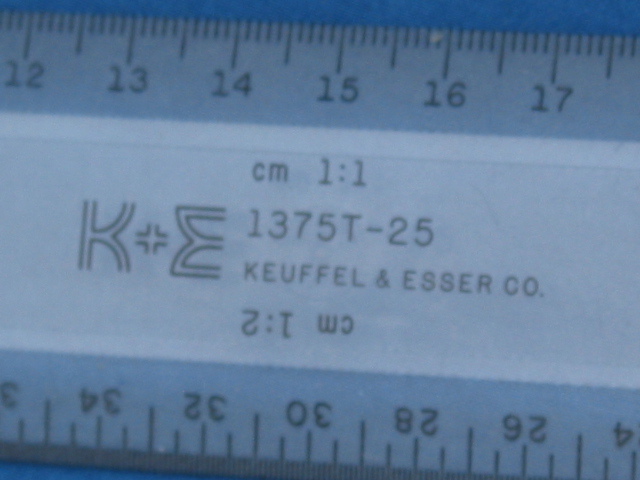 12 13 14 15 16 17
cm 1:1
K+E 1375T-25
KEUFFEL & ESSER CO.
cm 1:2
34 32 30 28 26